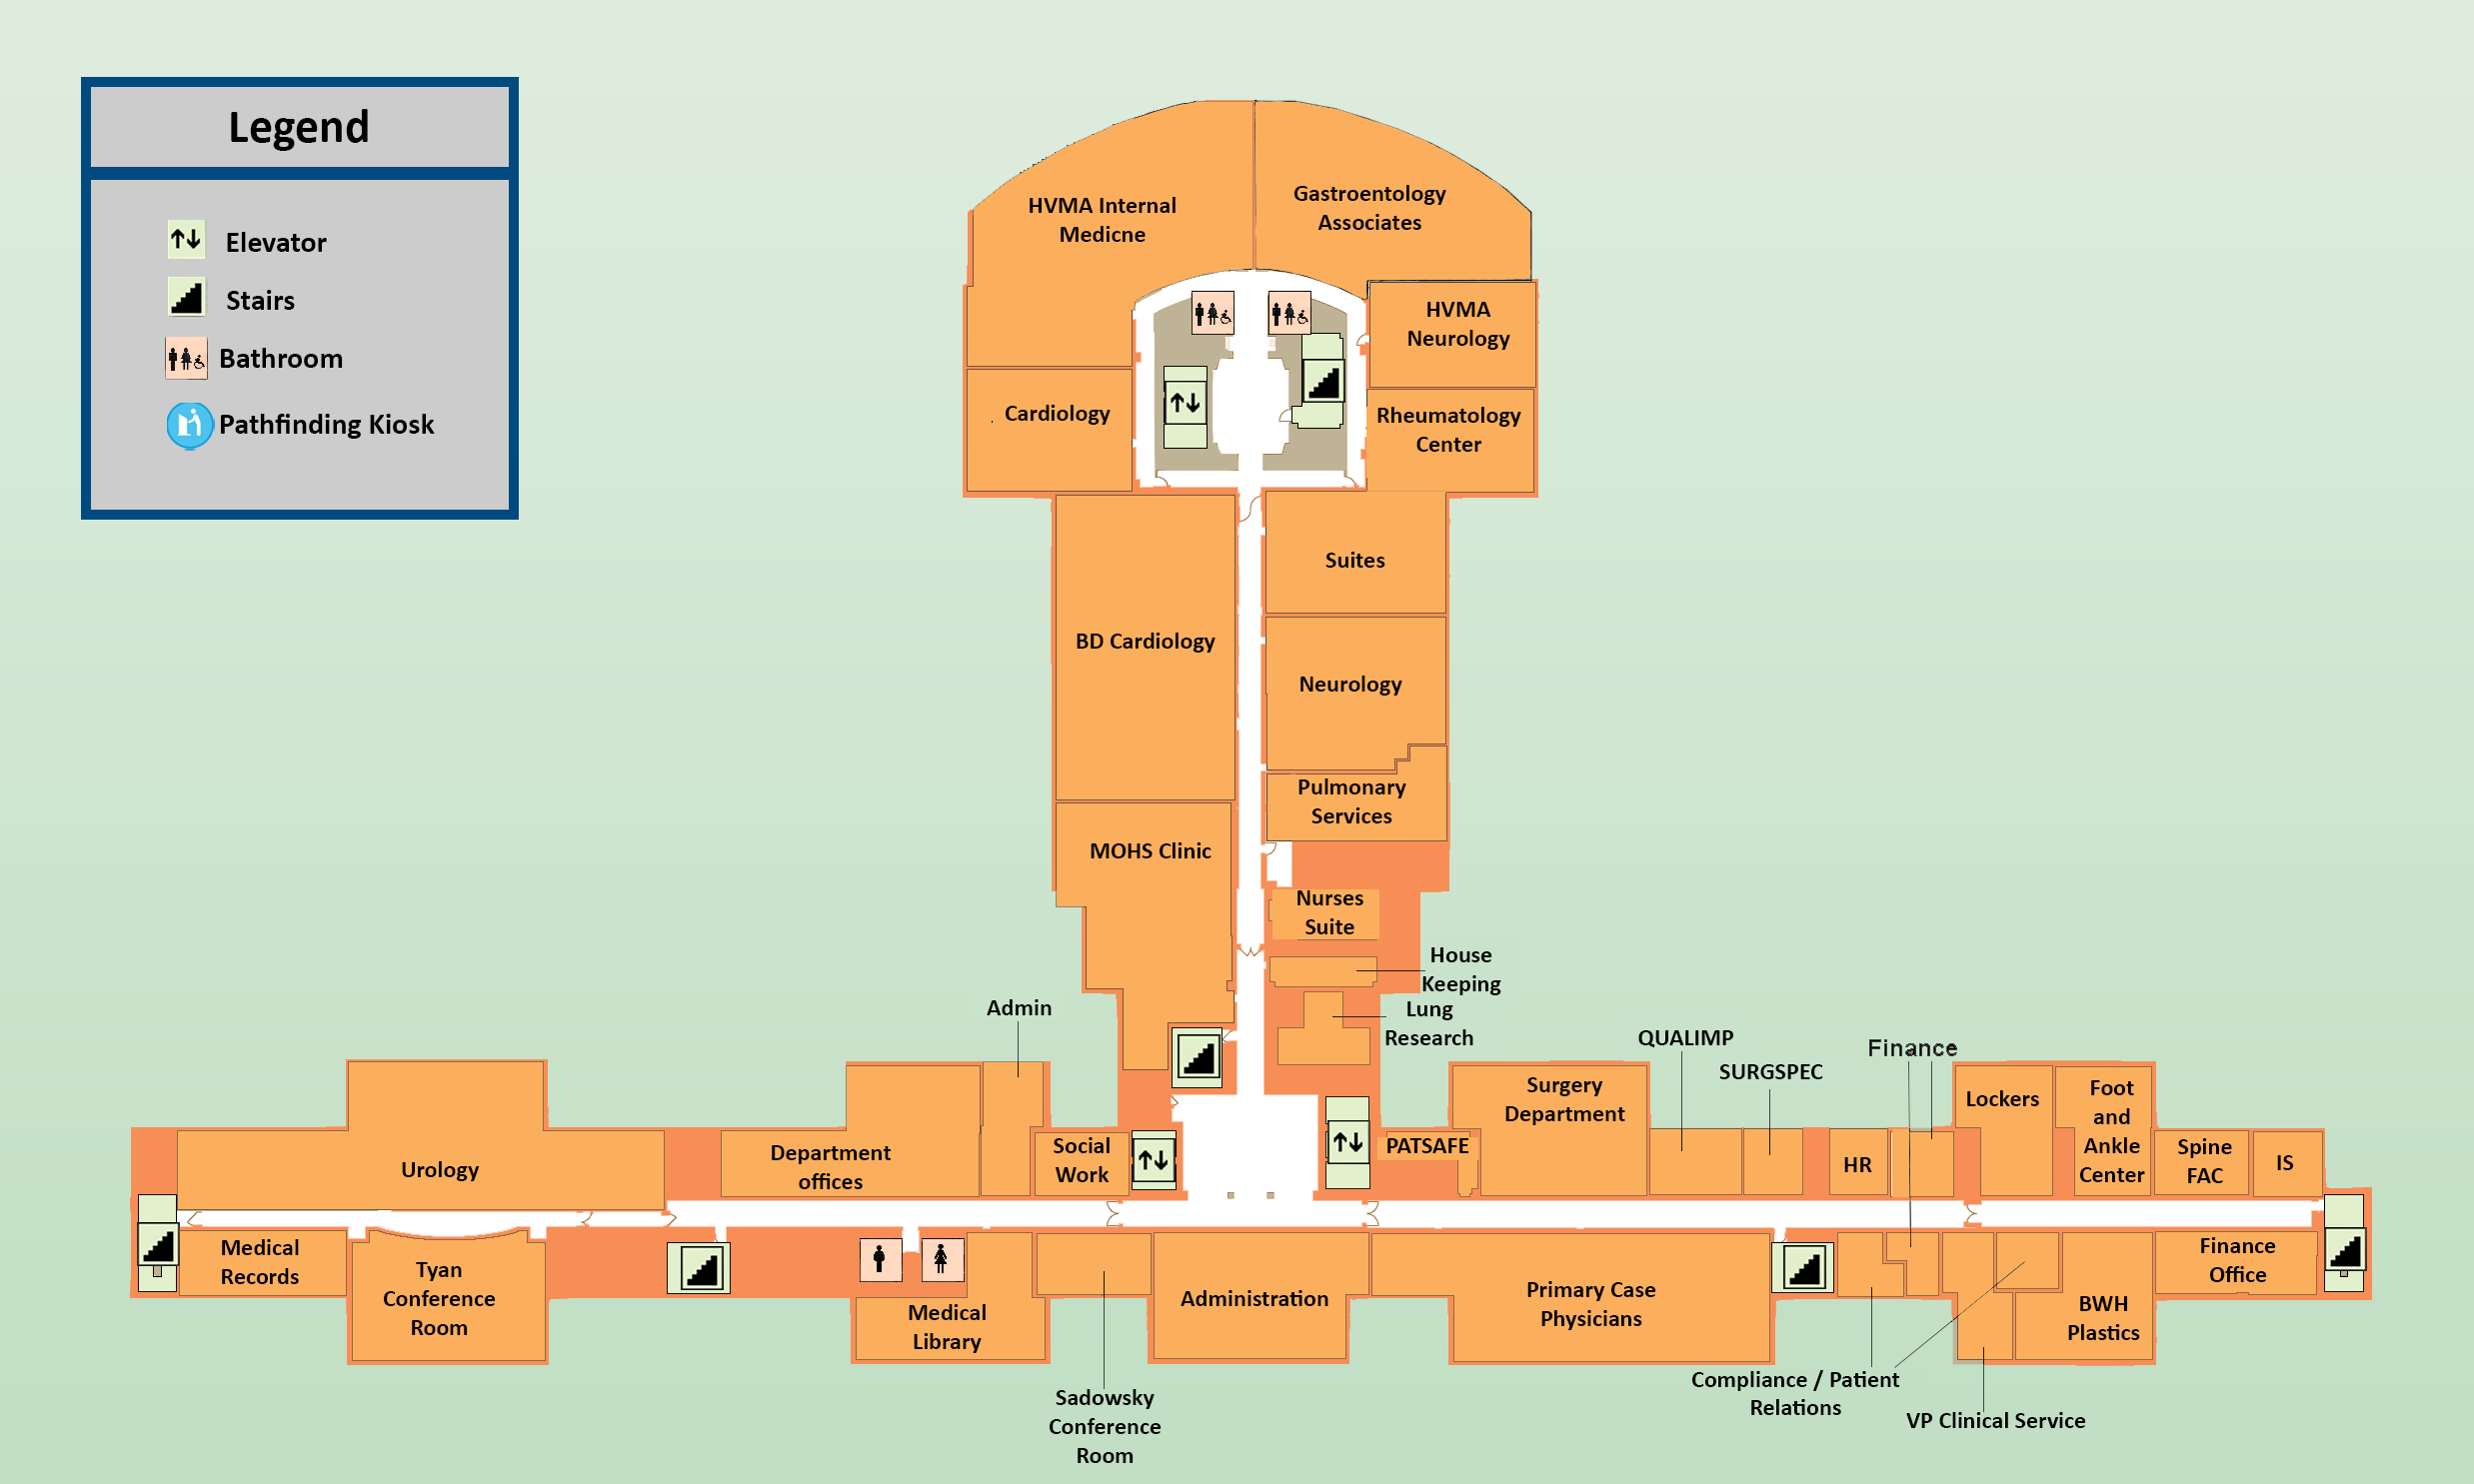 Legend
Elevator
Stairs
Bathroom
Pathfinding Kiosk
HVMA Internal
Medicne
Gastroentology
Associates
HVMA
Neurology
Cardiology
Rheumatology
Center
Suites
BD Cardiology
Neurology
Pulmonary
Services
MOHS Clinic
Nurses
Suite
House
Keeping
Lung
Research
Admin
QUALIMP
SURGSPEC
Finance
Urology
Department
offices
Social
Work
PATSAFE
Surgery
Department
HR
Lockers
Foot
and
Ankle
Center
Spine
FAC
IS
Medical
Records
Tyan
Conference
Room
Medical
Library
Administration
Primary Case
Physicians
BWH
Plastics
Finance
Office
Sadowsky
Conference
Room
Compliance / Patient
Relations
VP Clinical Service